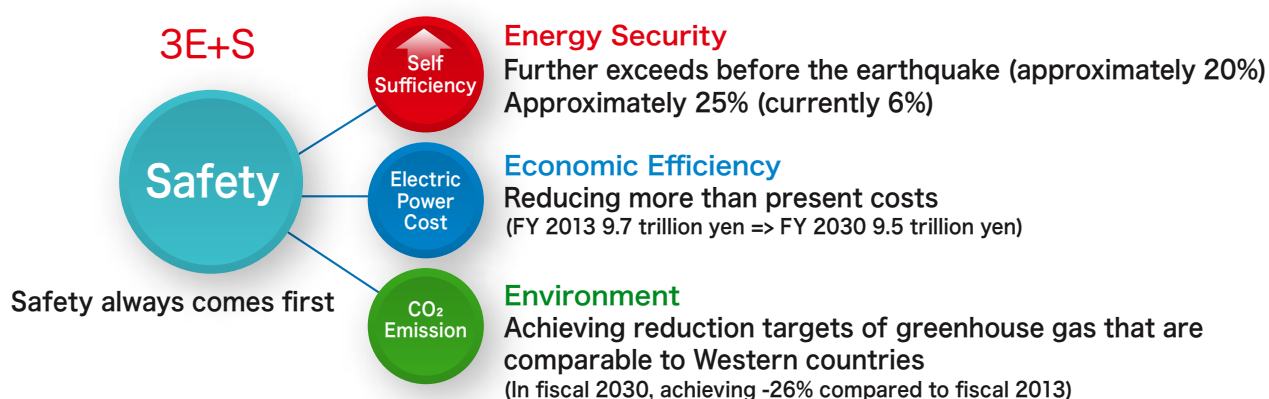 3E+S
Safety
Safety always comes first
Self
Sufficiency
Energy Security
Further exceeds before the earthquake (approximately 20%)
Approximately 25% (currently 6%)
Electric
Power
Cost
Economic Efficiency
Reducing more than present costs
(FY 2013 9.7 trillion yen => FY 2030 9.5 trillion yen)
CO₂
Emission
Environment
Achieving reduction targets of greenhouse gas that are
comparable to Western countries
(In fiscal 2030, achieving -26% compared to fiscal 2013)